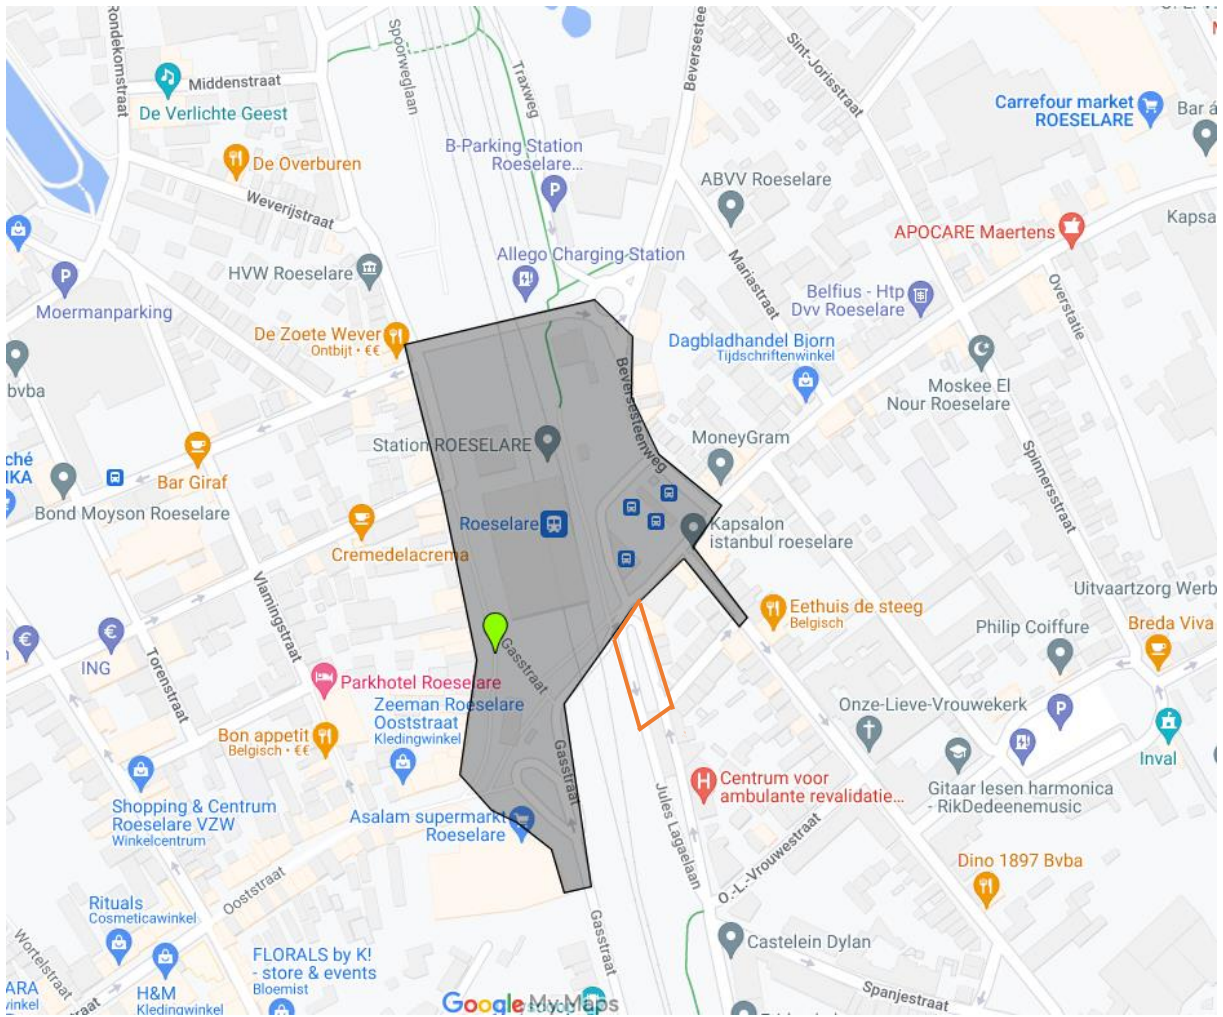 Rondekomstraat
Spoorweglaan
Traxweg
Beversestee
Sint-Jorisstraat
Middenstraat
De Verlichte Geest
Carrefour market
ROESELARE
Bar á
B-Parking Station
Roeselare...
De Overburen
ABVV Roeselare
Weverijstraat
Kapsa
APOCARE Maertens
Mariastraat
Allego Charging Station
HVW Roeselare
Overstatie
Belfius - Htp
Dvv Roeselare
Moermanparking
De Zoete Wever
Ontbijt • €€
Dagbladhandel Bjorn
Tijdschriftenwinkel
bvba
Moskee El
Nour Roeselare
Beversesteenweg
Station ROESELARE
MoneyGram
ché
IKA
Bar Giraf
Spinnersstraat
Bond Moyson Roeselare
Roeselare
Kapsalon
istanbul roeselare
Cremedelacrema
Vlamingstraat
Uitvaartzorg Werb
Eethuis de steeg
Belgisch
Philip Coiffure
Breda Viva
ING
Torenstraat
Gasstraat
Parkhotel Roeselare
Zeeman Roeselare
Ooststraat
Kledingwinkel
Onze-Lieve-Vrouwekerk
Bon appetit
Belgisch • €€
Gasstraat
Inval
Centrum voor
ambulante revalidatie...
Gitaar lesen harmonica
- RikDedeenemusic
Shopping & Centrum
Roeselare VZW
Winkelcentrum
Asalam supermarkt
Roeselare
Jules Lagaelaan
O.-L.-Vrouwestraat
Dino 1897 Bvba
Ooststraat
Rituals
Cosmeticawinkel
Gasstraat
Wortelstraat
Castelein Dylan
FLORALS by K!
- store & events
Bloemist
ARA
vinkel
H&M
Kledingwinkel
Spanjestraat
Google My Maps